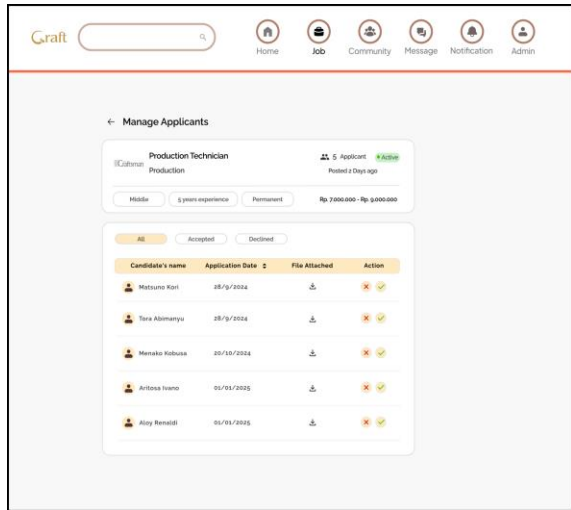 Graft
Home Job Community Message Notification Admin
← Manage Applicants
Production Technician
5 Applicant Active
Production
Posted 2 Days ago
Middle 5 years experience Permanent Rp. 7.000.000 - Rp. 9.000.000
All Accepted Declined
Candidate's name Application Date File Attached Action
Matsuno Kori 28/9/2024
Tora Abimanyu 28/9/2024
Menako Kobusa 20/10/2024
Aritosa Ivano 01/01/2025
Aloy Renaldi 01/01/2025